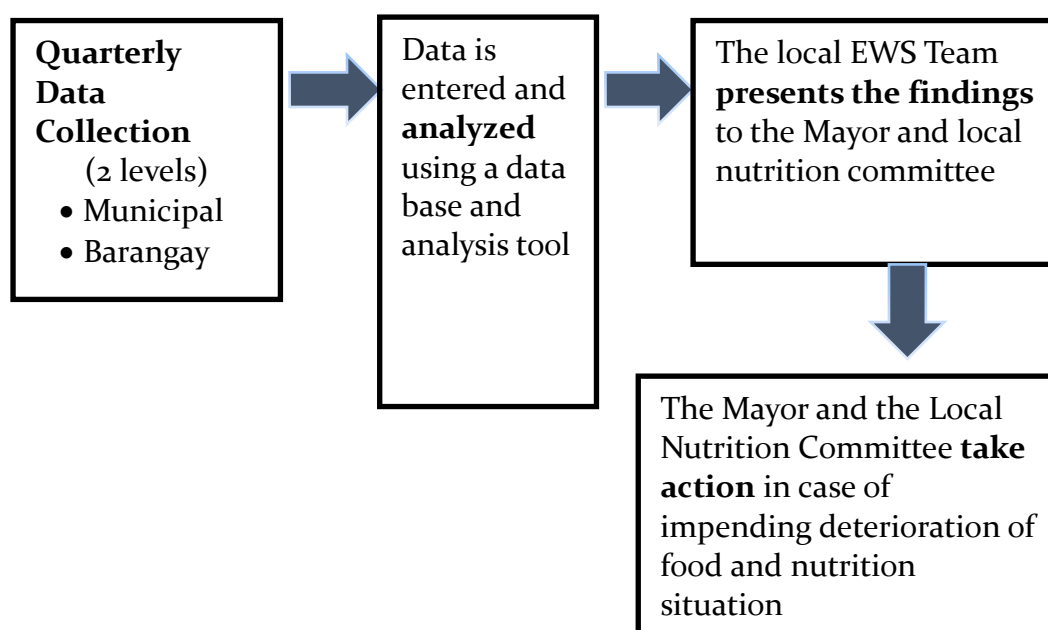 Quarterly
Data
Collection
(2 levels)
• Municipal
• Barangay
Data is
entered and
analyzed
using a data
base and
analysis tool
The local EWS Team
presents the findings
to the Mayor and local
nutrition committee
The Mayor and the Local
Nutrition Committee take
action in case of
impending deterioration of
food and nutrition
situation